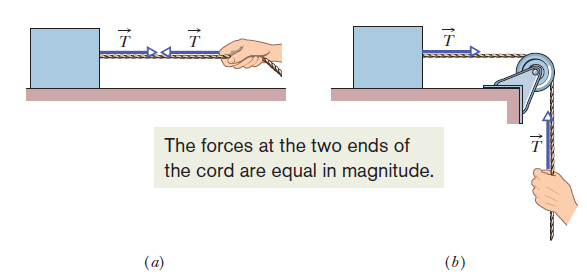 T T
T
T
The forces at the two ends of
the cord are equal in magnitude.
(a) (b)